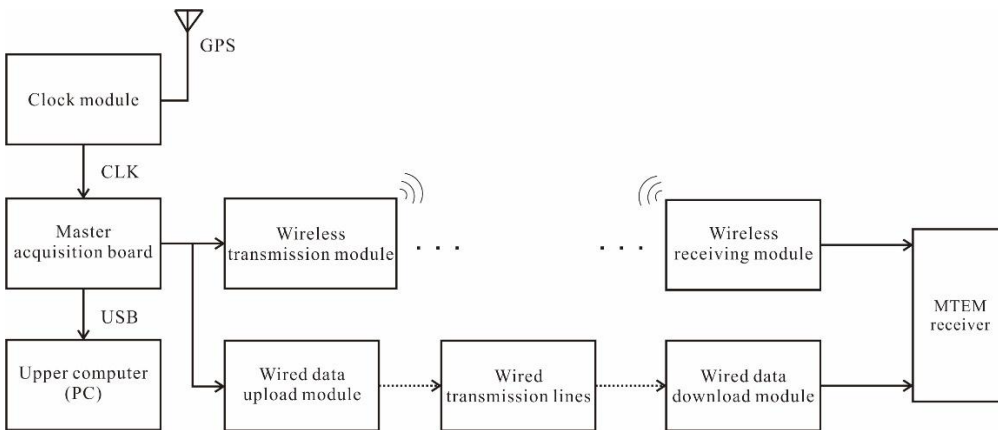 GPS
Clock module
CLK
Master
acquisition board
Wireless
transmission module
. . .
. . .
Wireless
receiving module
MTEM
receiver
USB
Upper computer
(PC)
Wired data
upload module
Wired
transmission lines
Wired data
download module